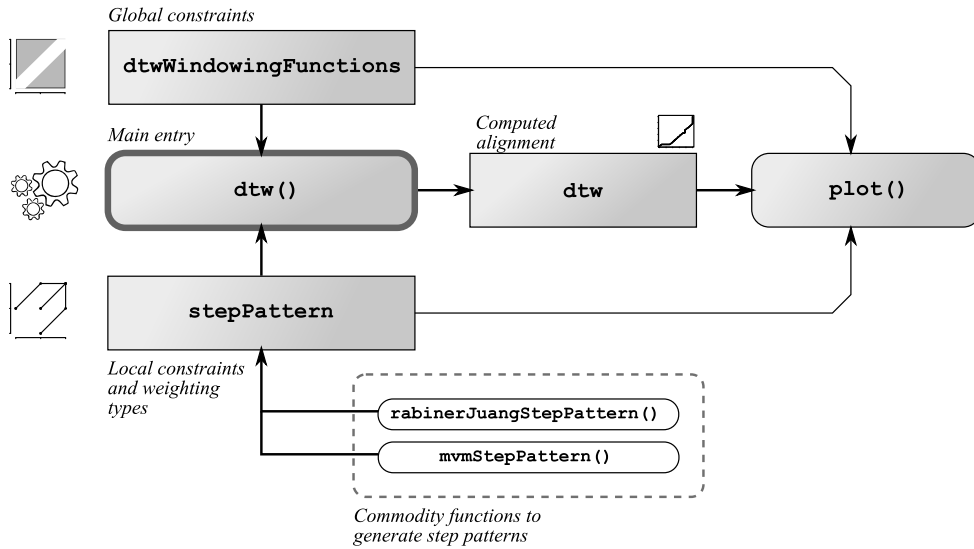 Global constraints
dtwWindowingFunctions
Main entry
dtw()
Computed
alignment
dtw
plot()
stepPattern
Local constraints
and weighting
types
rabinerJuangStepPattern()
mvmStepPattern()
Commodity functions to
generate step patterns